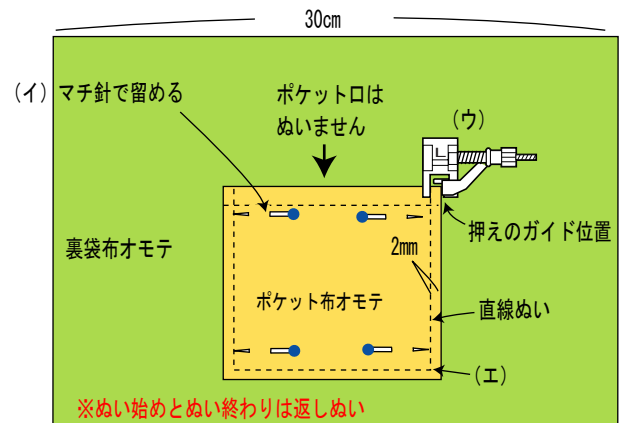 30cm
(イ) マチ針で留める
ポケット口は
ぬいません
(ウ)
L
押えのガイド位置
裏袋布オモテ
2mm
ポケット布オモテ
直線ぬい
(エ)
※ぬい始めとぬい終わりは返しぬい